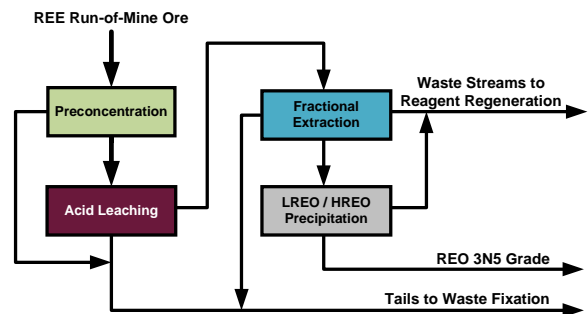 REE Run-of-Mine Ore
Preconcentration
Acid Leaching
Fractional
Extraction
LREO / HREO
Precipitation
Waste Streams to
Reagent Regeneration
REO 3N5 Grade
Tails to Waste Fixation